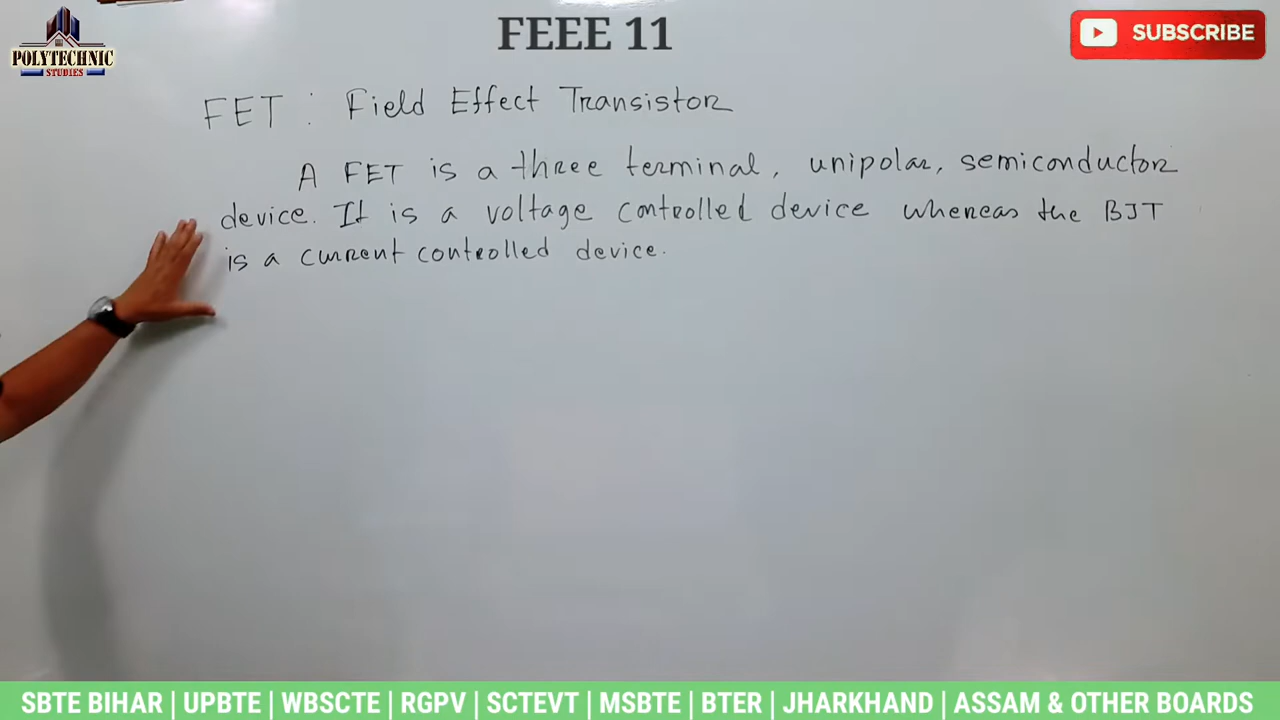 FEEE 11
POLYTECHNIC
STUDIES
SUBSCRIBE
FET : Field Effect Transistor
A FET is a three terminal, unipolar, semiconductor
device. It is a voltage controlled device whereas the BJT
is a current controlled device.
SBTE BIHAR | UPBTE | WBSCTE | RGPV | SCTEVT | MSBTE | BTER | JHARKHAND | ASSAM & OTHER BOARDS